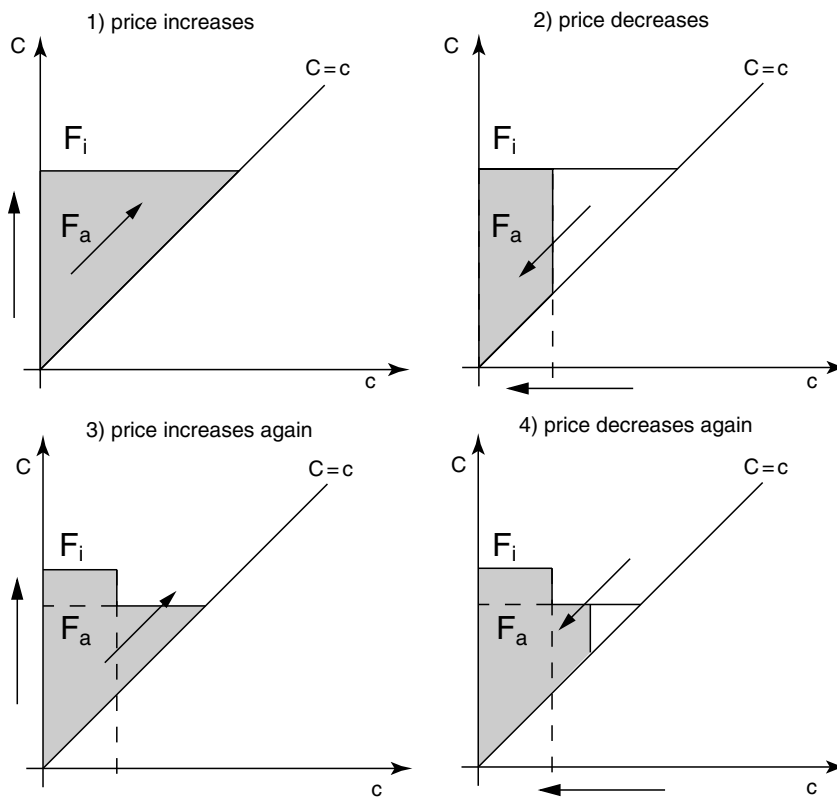 1) price increases
C
C=c
F_i
F_a
c
2) price decreases
C
C=c
F_i
F_a
c
3) price increases again
C
C=c
F_i
F_a
c
4) price decreases again
C
C=c
F_i
F_a
c